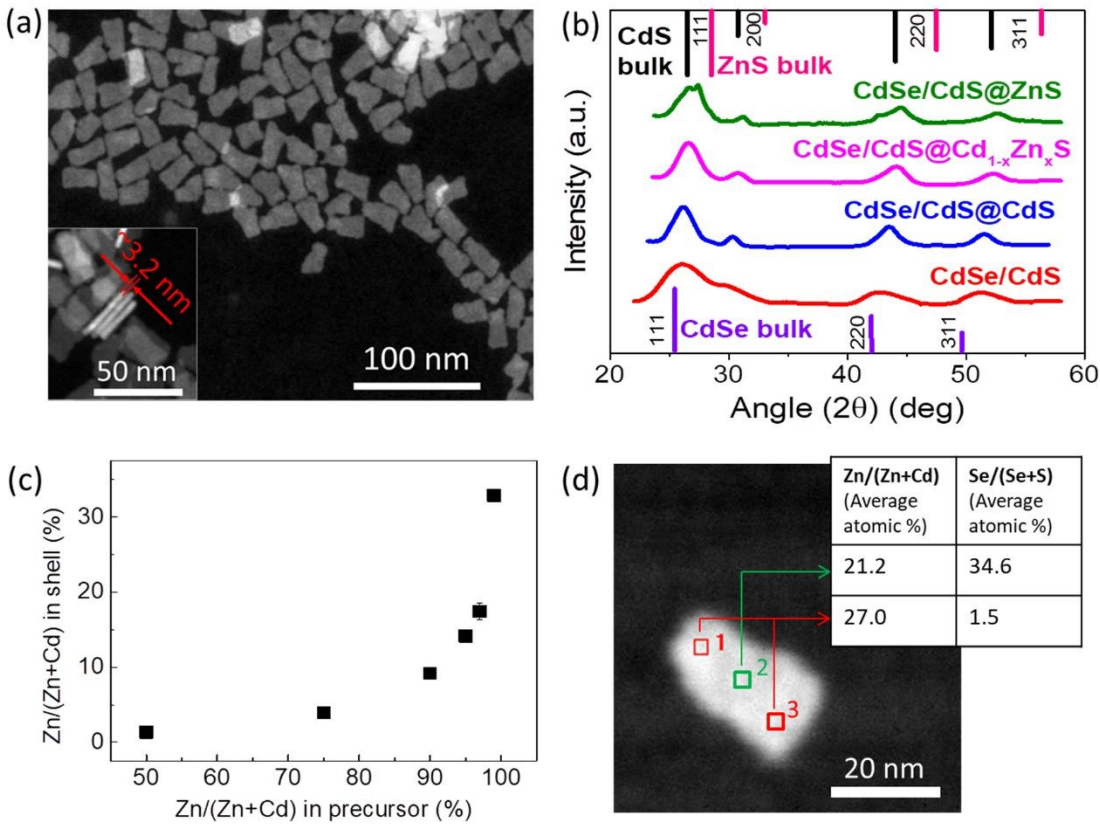 (a)
~3.2 nm
50 nm
100 nm
(b)
CdS
bulk
111
ZnS bulk
200
220
311
CdSe/CdS@ZnS
CdSe/CdS@Cd₁₋ₓZnₓS
CdSe/CdS@CdS
CdSe/CdS
111
CdSe bulk
220
311
20 30 40 50 60
Angle (2θ) (deg)
Intensity (a.u.)
(c)
30
20
10
0
50 60 70 80 90 100
Zn/(Zn+Cd) in precursor (%)
Zn/(Zn+Cd) in shell (%)
(d)
Zn/(Zn+Cd) Se/(Se+S)
(Average (Average
atomic %) atomic %)
21.2 34.6
27.0 1.5
1
2
3
20 nm